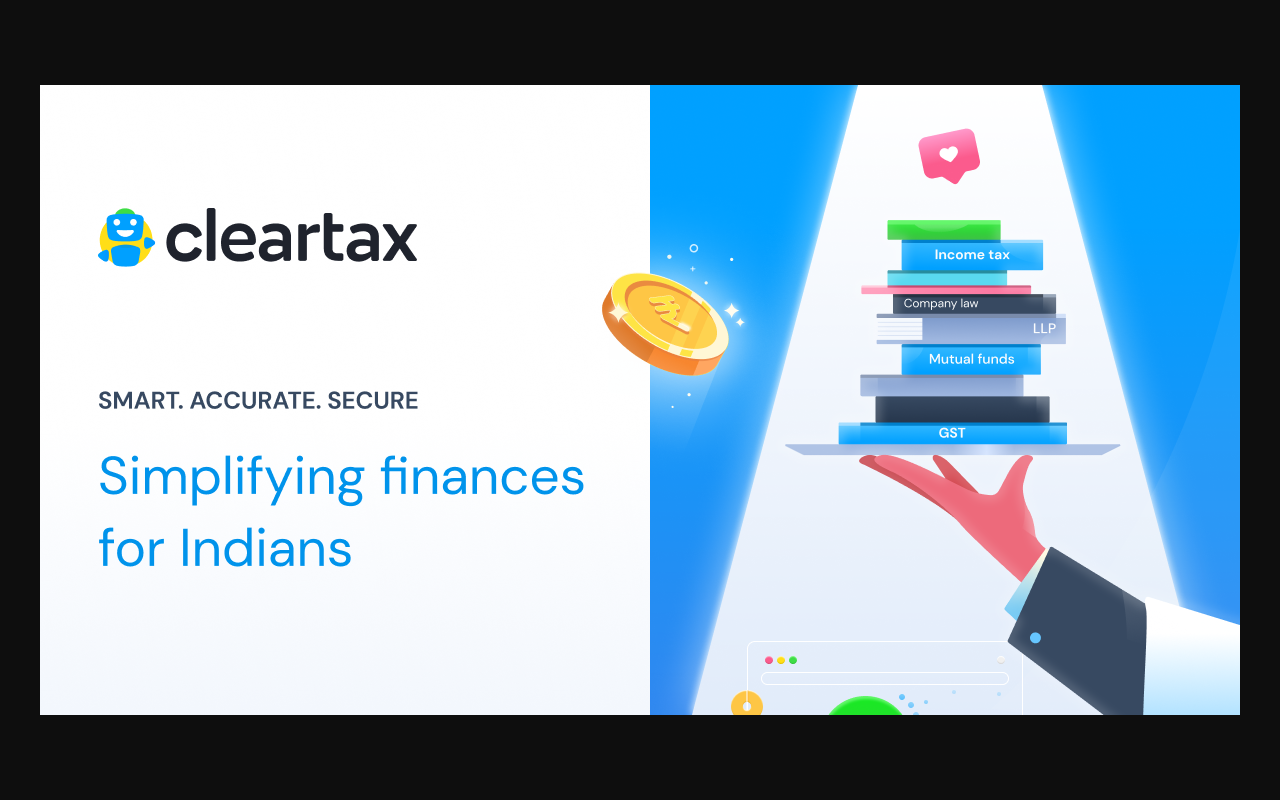 cleartax
SMART. ACCURATE. SECURE
Simplifying finances
for Indians
Income tax
Company law
LLP
Mutual funds
GST